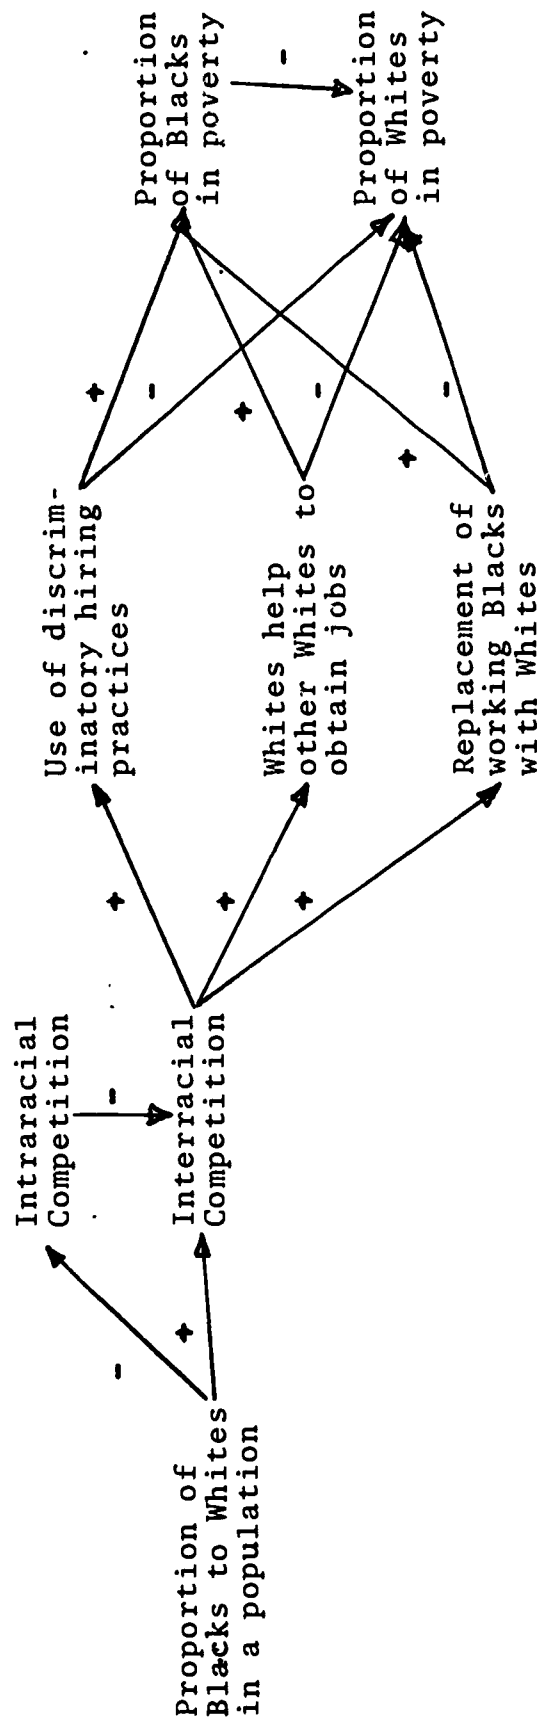 Proportion of
Blacks to Whites
in a population
-
+
Intraracial
Competition
-
Interracial
Competition
+
+
+
Use of discrim-
inatory hiring
practices
Whites help
other Whites to
obtain jobs
Replacement of
working Blacks
with Whites
+
-
+
-
+
-
Proportion
of Blacks
in poverty
-
Proportion
of Whites
in poverty